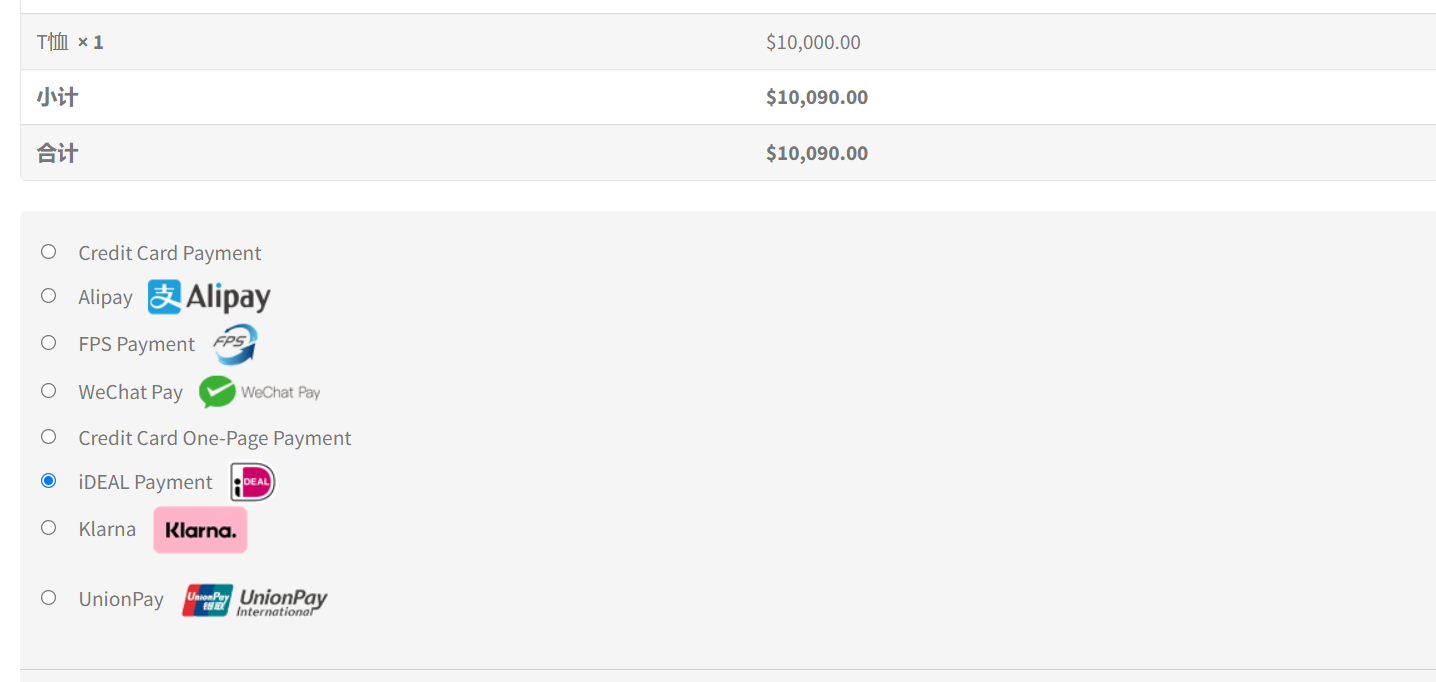 T恤 × 1 $10,000.00
小计 $10,090.00
合计 $10,090.00
Credit Card Payment
Alipay 支 Alipay
FPS Payment FPS
WeChat Pay WeChat Pay
Credit Card One-Page Payment
iDEAL Payment iDEAL
Klarna Klarna.
UnionPay UnionPay 银联 UnionPay International